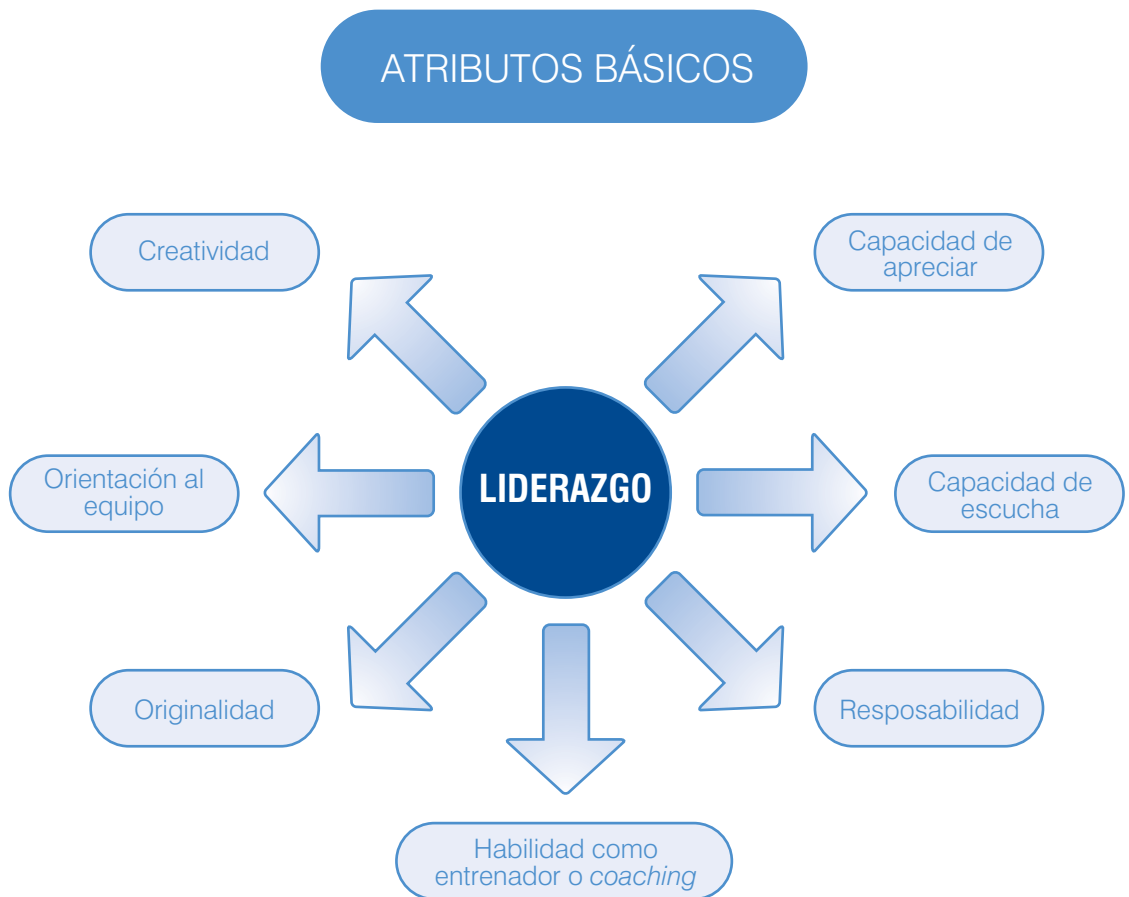 ATRIBUTOS BÁSICOS
Creatividad
Capacidad de
apreciar
Orientación al
equipo
LIDERAZGO
Capacidad de
escucha
Originalidad
Resposabilidad
Habilidad como
entrenador o coaching